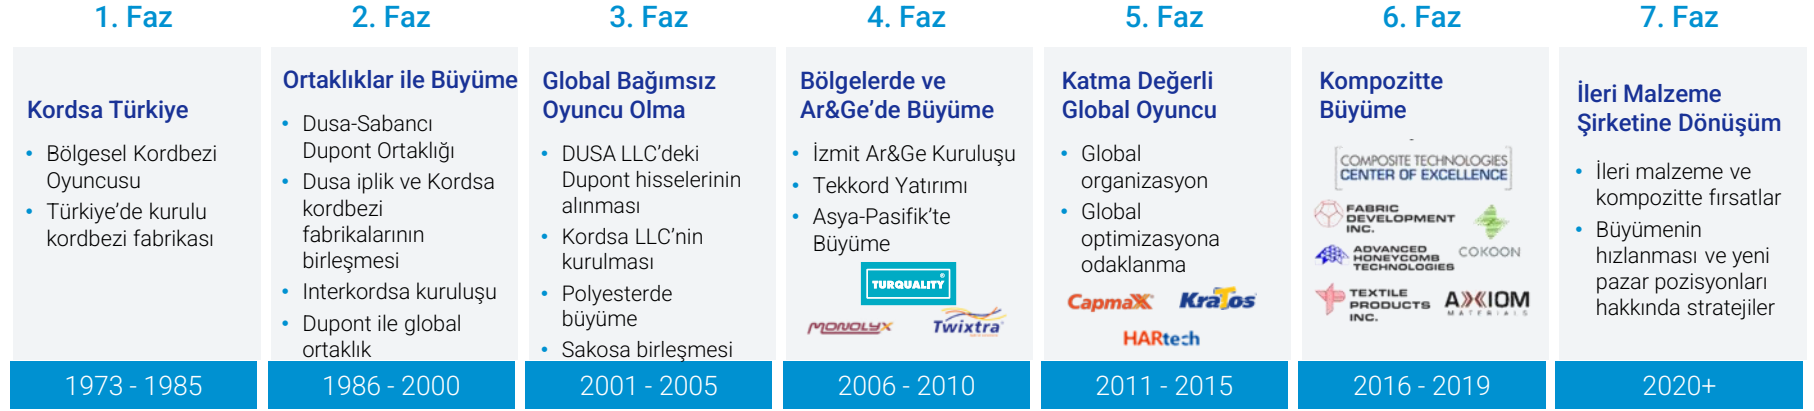 1. Faz
Kordsa Türkiye
• Bölgesel Kordbezi
Oyuncusu
• Türkiye’de kurulu
kordbezi fabrikası
1973 - 1985
2. Faz
Ortaklıklar ile Büyüme
• Dusa-Sabancı
Dupont Ortaklığı
• Dusa iplik ve Kordsa
kordbezi
fabrikalarının
birleşmesi
• Interkordsa kuruluşu
• Dupont ile global
ortaklık
1986 - 2000
3. Faz
Global Bağımsız
Oyuncu Olma
• DUSA LLC’deki
Dupont hisselerinin
alınması
• Kordsa LLC’nin
kurulması
• Polyesterde
büyüme
• Sakosa birleşmesi
2001 - 2005
4. Faz
Bölgelerde ve
Ar&Ge’de Büyüme
• İzmit Ar&Ge Kuruluşu
• Tekkord Yatırımı
• Asya-Pasifik’te
Büyüme
TURQUALITY
MONOLYX
Twixtra
2006 - 2010
5. Faz
Katma Değerli
Global Oyuncu
• Global
organizasyon
• Global
optimizasyona
odaklanma
CapmaX
KraTos
HARtech
2011 - 2015
6. Faz
Kompozitte
Büyüme
COMPOSITE TECHNOLOGIES
CENTER OF EXCELLENCE
FABRIC
DEVELOPMENT
INC.
ADVANCED
HONEYCOMB
TECHNOLOGIES
COKOON
TEXTILE
PRODUCTS
INC.
AXIOM
MATERIALS
2016 - 2019
7. Faz
İleri Malzeme
Şirketine Dönüşüm
• İleri malzeme ve
kompozitte fırsatlar
• Büyümenin
hızlanması ve yeni
pazar pozisyonları
hakkında stratejiler
2020+